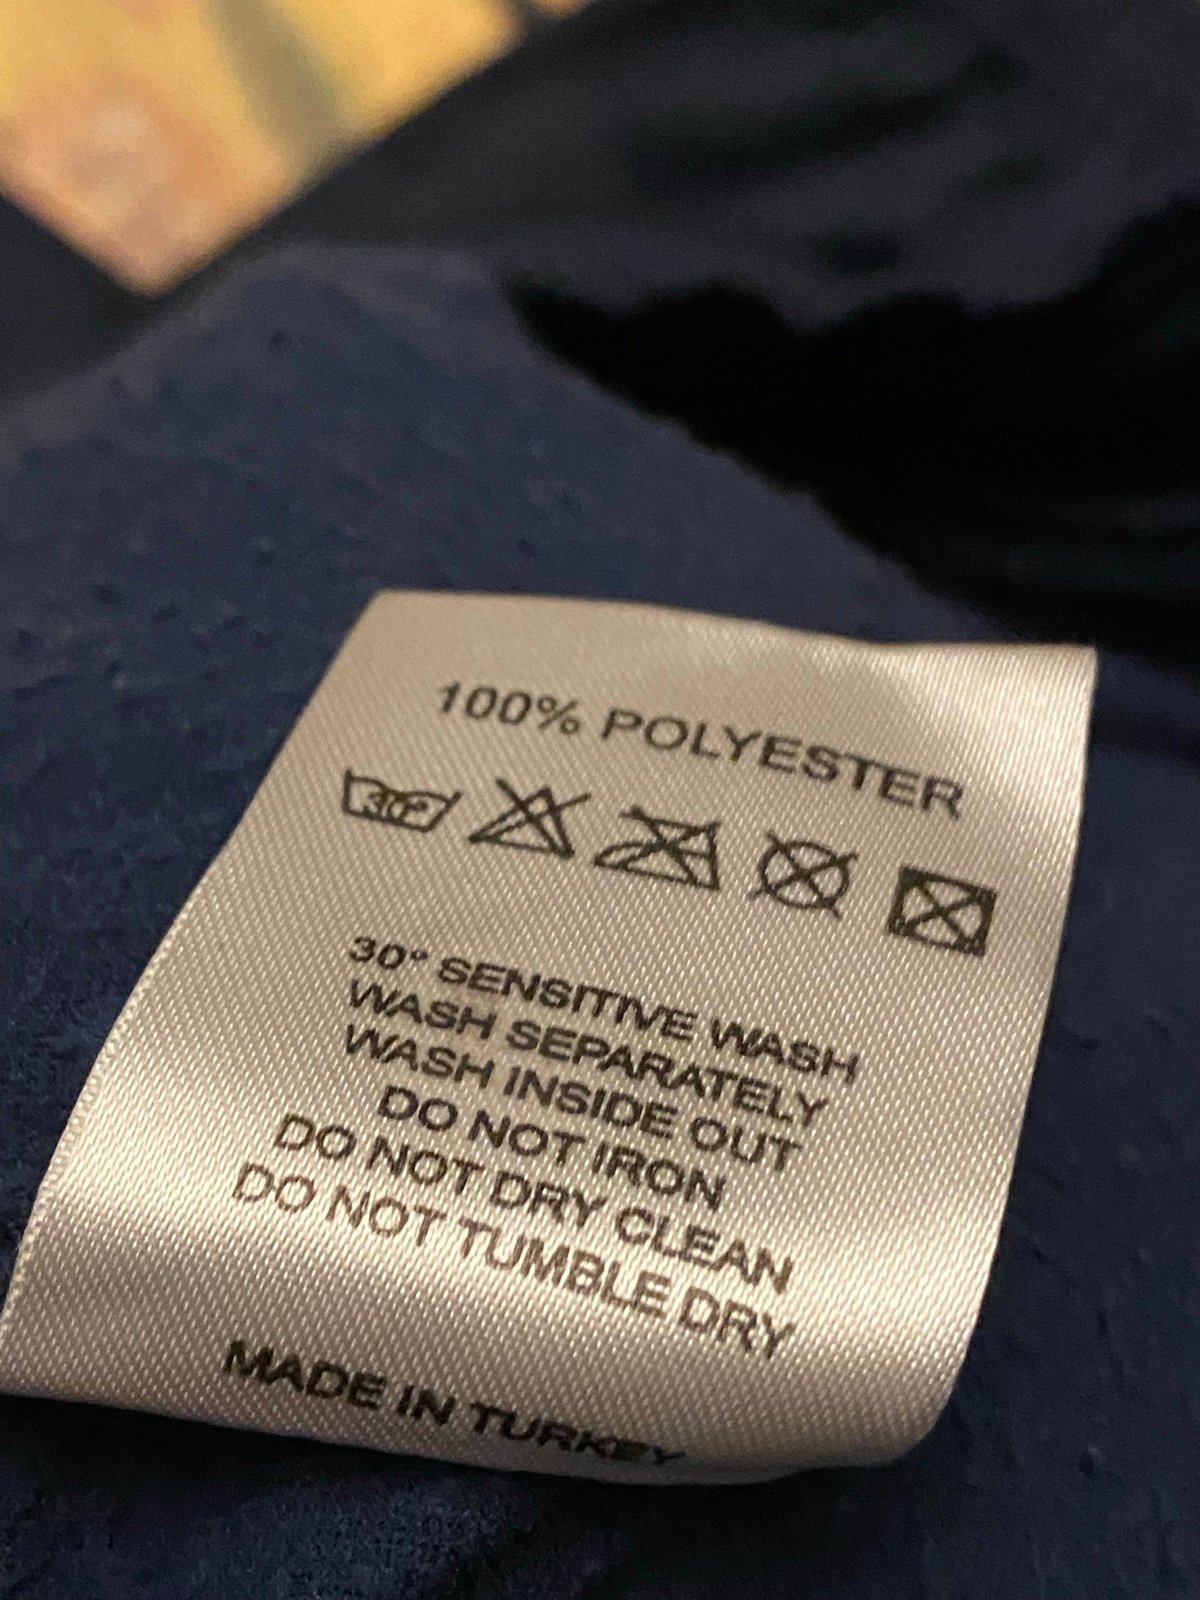 100% POLYESTER
30°
30° SENSITIVE WASH
WASH SEPARATELY
WASH INSIDE OUT
DO NOT IRON
DO NOT DRY CLEAN
DO NOT TUMBLE DRY
MADE IN TURKEY